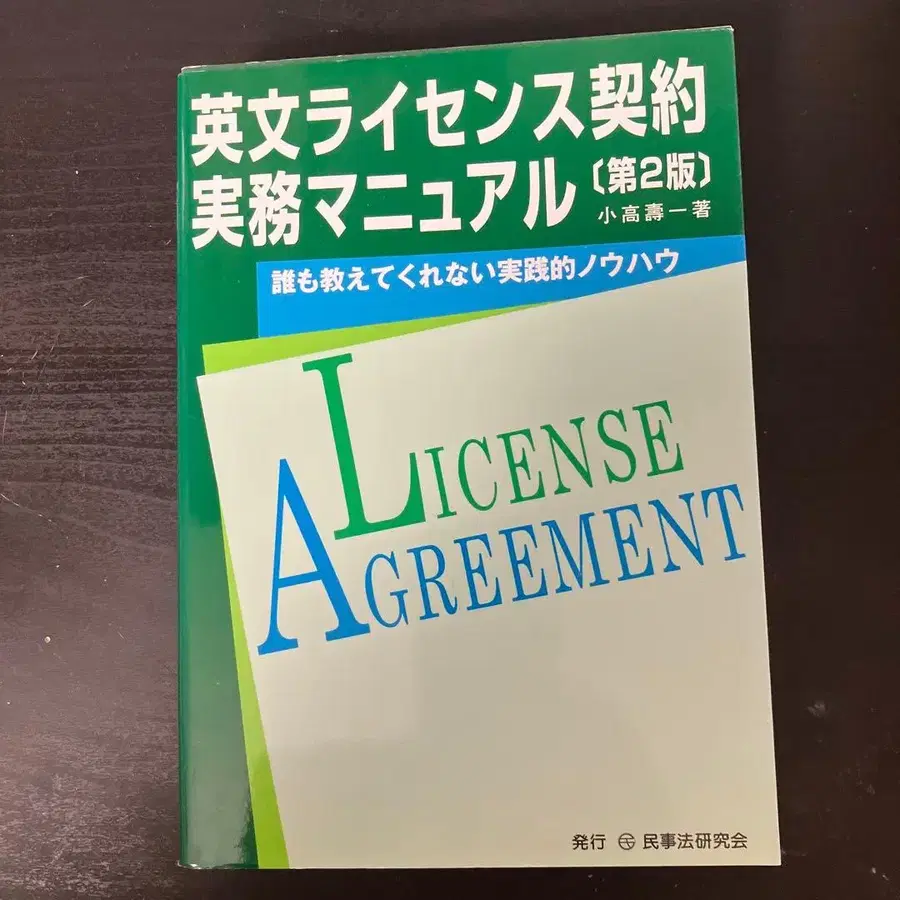 英文ライセンス契約
実務マニュアル〔第2版〕
小高壽一著
誰も教えてくれない実践的ノウハウ
LICENSE
AGREEMENT
発行 民事法研究会